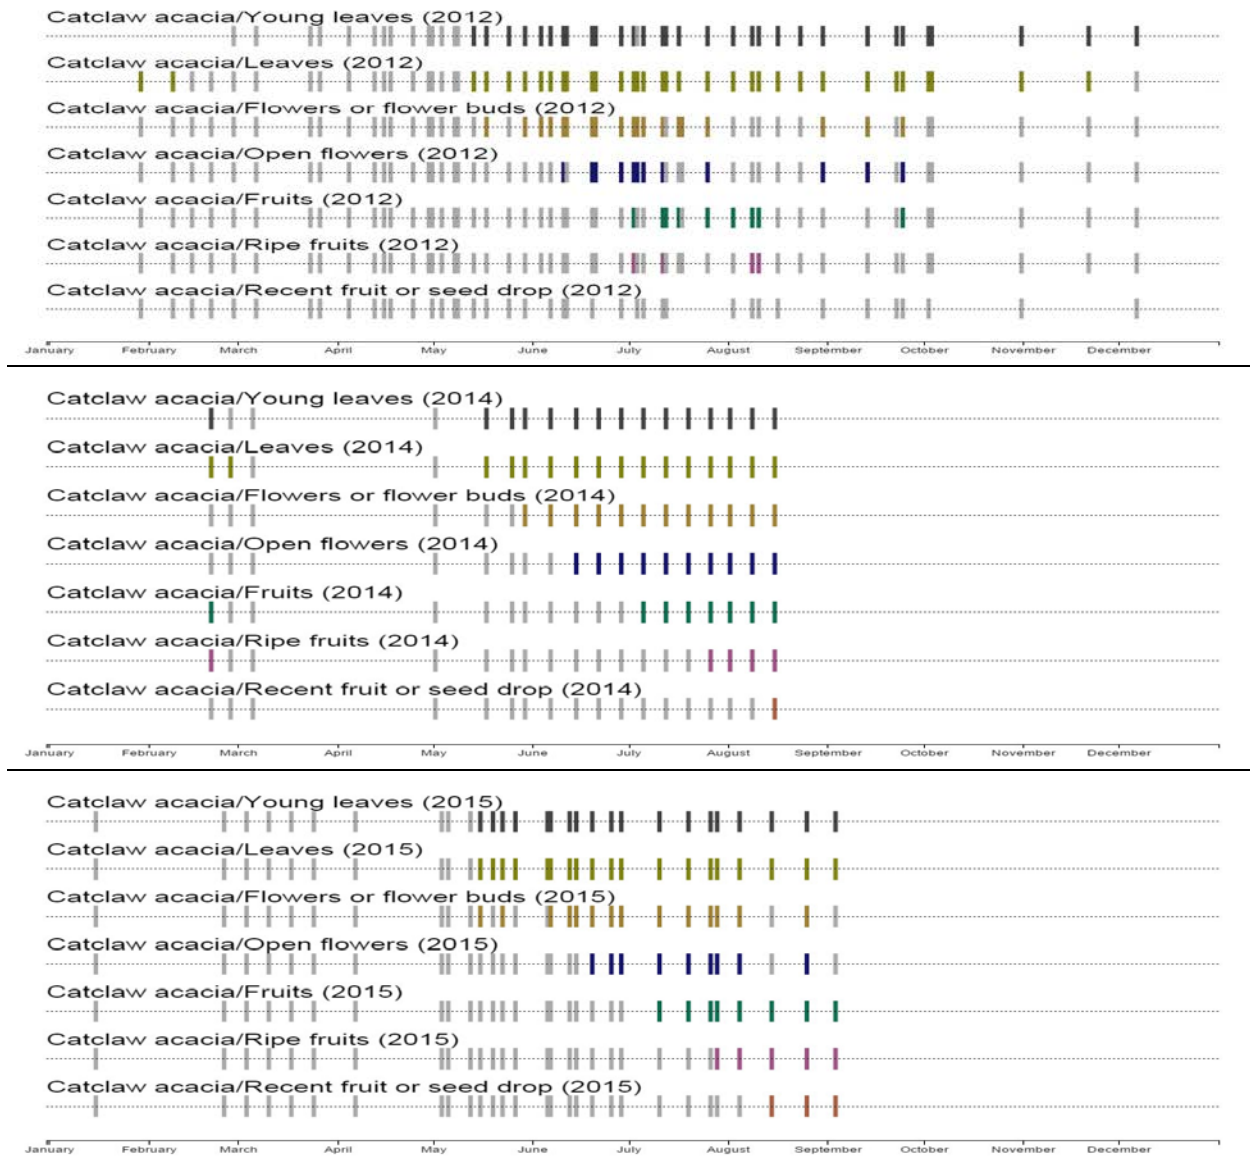 Catclaw acacia/Young leaves (2012)
Catclaw acacia/Leaves (2012)
Catclaw acacia/Flowers or flower buds (2012)
Catclaw acacia/Open flowers (2012)
Catclaw acacia/Fruits (2012)
Catclaw acacia/Ripe fruits (2012)
Catclaw acacia/Recent fruit or seed drop (2012)
January February March April May June July August September October November December
Catclaw acacia/Young leaves (2014)
Catclaw acacia/Leaves (2014)
Catclaw acacia/Flowers or flower buds (2014)
Catclaw acacia/Open flowers (2014)
Catclaw acacia/Fruits (2014)
Catclaw acacia/Ripe fruits (2014)
Catclaw acacia/Recent fruit or seed drop (2014)
January February March April May June July August September October November December
Catclaw acacia/Young leaves (2015)
Catclaw acacia/Leaves (2015)
Catclaw acacia/Flowers or flower buds (2015)
Catclaw acacia/Open flowers (2015)
Catclaw acacia/Fruits (2015)
Catclaw acacia/Ripe fruits (2015)
Catclaw acacia/Recent fruit or seed drop (2015)
January February March April May June July August September October November December